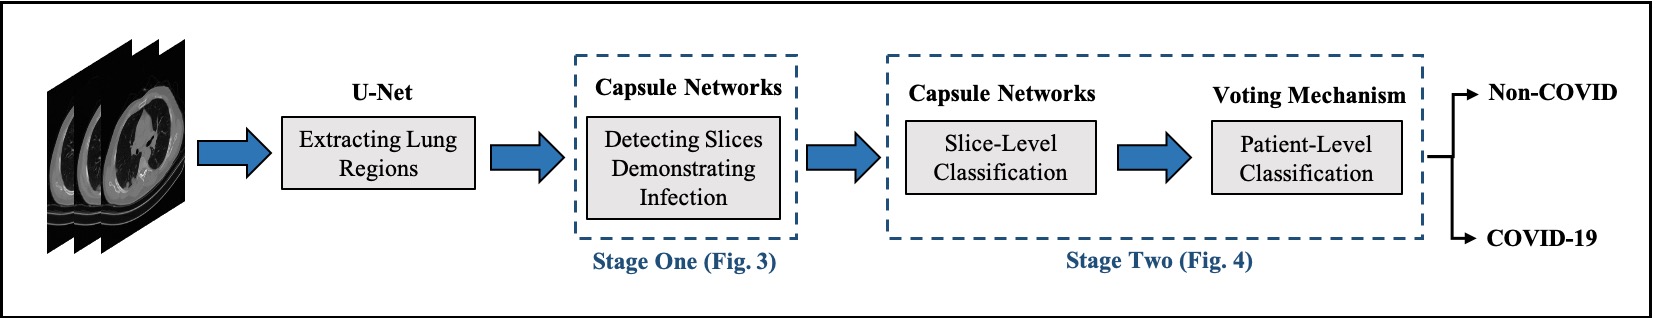 U-Net
Extracting Lung
Regions
Capsule Networks
Detecting Slices
Demonstrating
Infection
Stage One (Fig. 3)
Capsule Networks
Slice-Level
Classification
Voting Mechanism
Patient-Level
Classification
Stage Two (Fig. 4)
Non-COVID
COVID-19